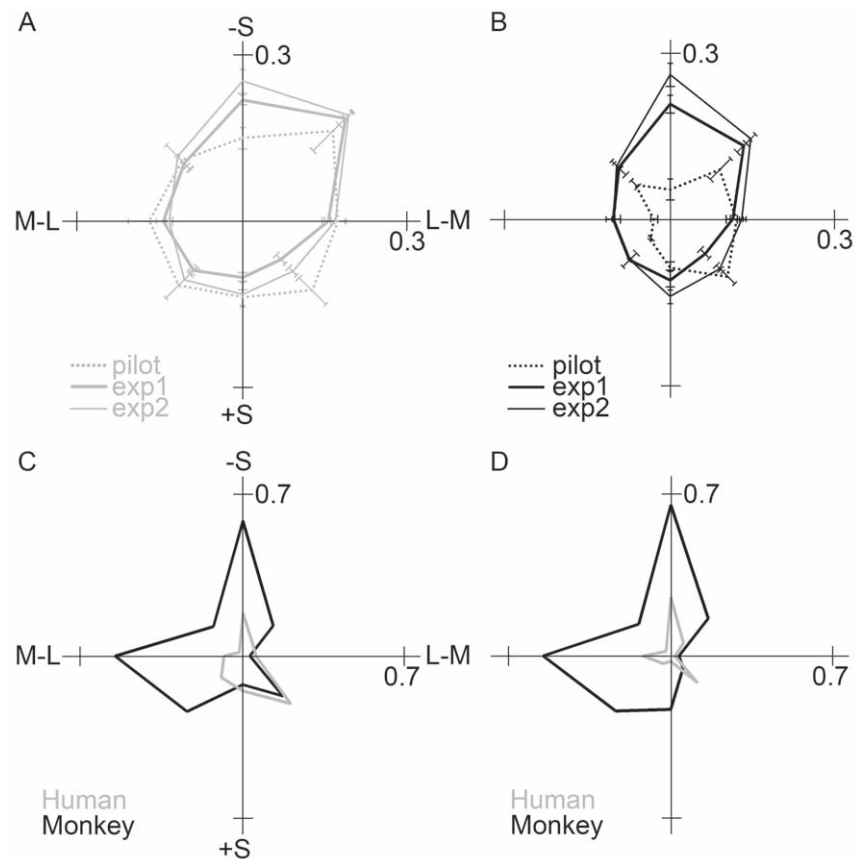 A
-S
0.3
B
0.3
M-L
L-M
0.3
0.3
pilot
exp1
exp2
+S
pilot
exp1
exp2
C
-S
0.7
D
0.7
M-L
L-M
0.7
0.7
Human
Monkey
+S
Human
Monkey